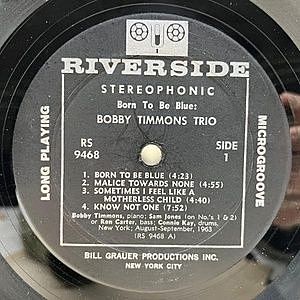 RIVERSIDE
STEREOPHONIC
Born To Be Blue:
BOBBY TIMMONS TRIO
RS
9468
SIDE
1
LONG PLAYING
MICROGROOVE
1. BORN TO BE BLUE (4:23)
2. MALICE TOWARDS NONE (4:55)
3. SOMETIMES I FEEL LIKE A
MOTHERLESS CHILD (4:40)
4. KNOW NOT ONE (7:52)
Bobby Timmons, piano; Sam Jones (on No.'s 1 & 2)
or Ron Carter, bass; Connie Kay, drums,
New York; August-September, 1963
(RS 9468 A)
BILL GRAUER PRODUCTIONS INC.
NEW YORK CITY